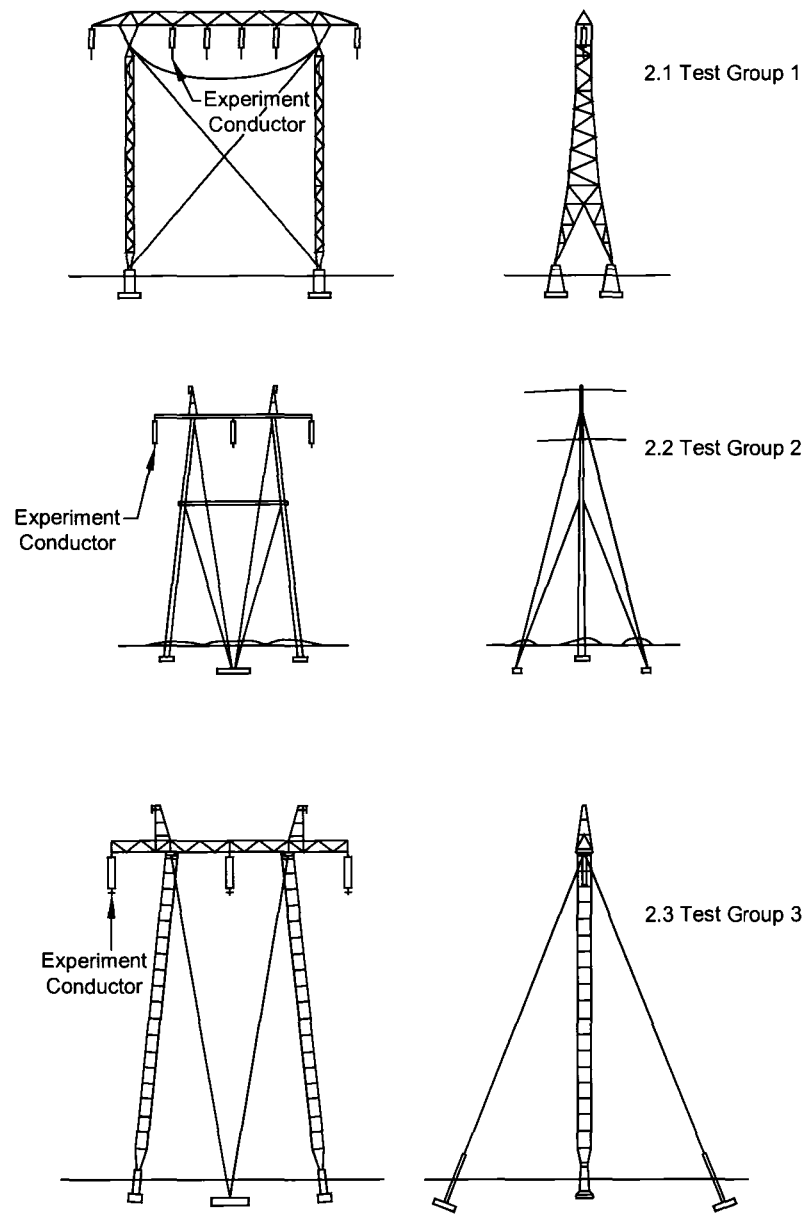 Experiment
Conductor
2.1 Test Group 1
Experiment
Conductor
2.2 Test Group 2
Experiment
Conductor
2.3 Test Group 3